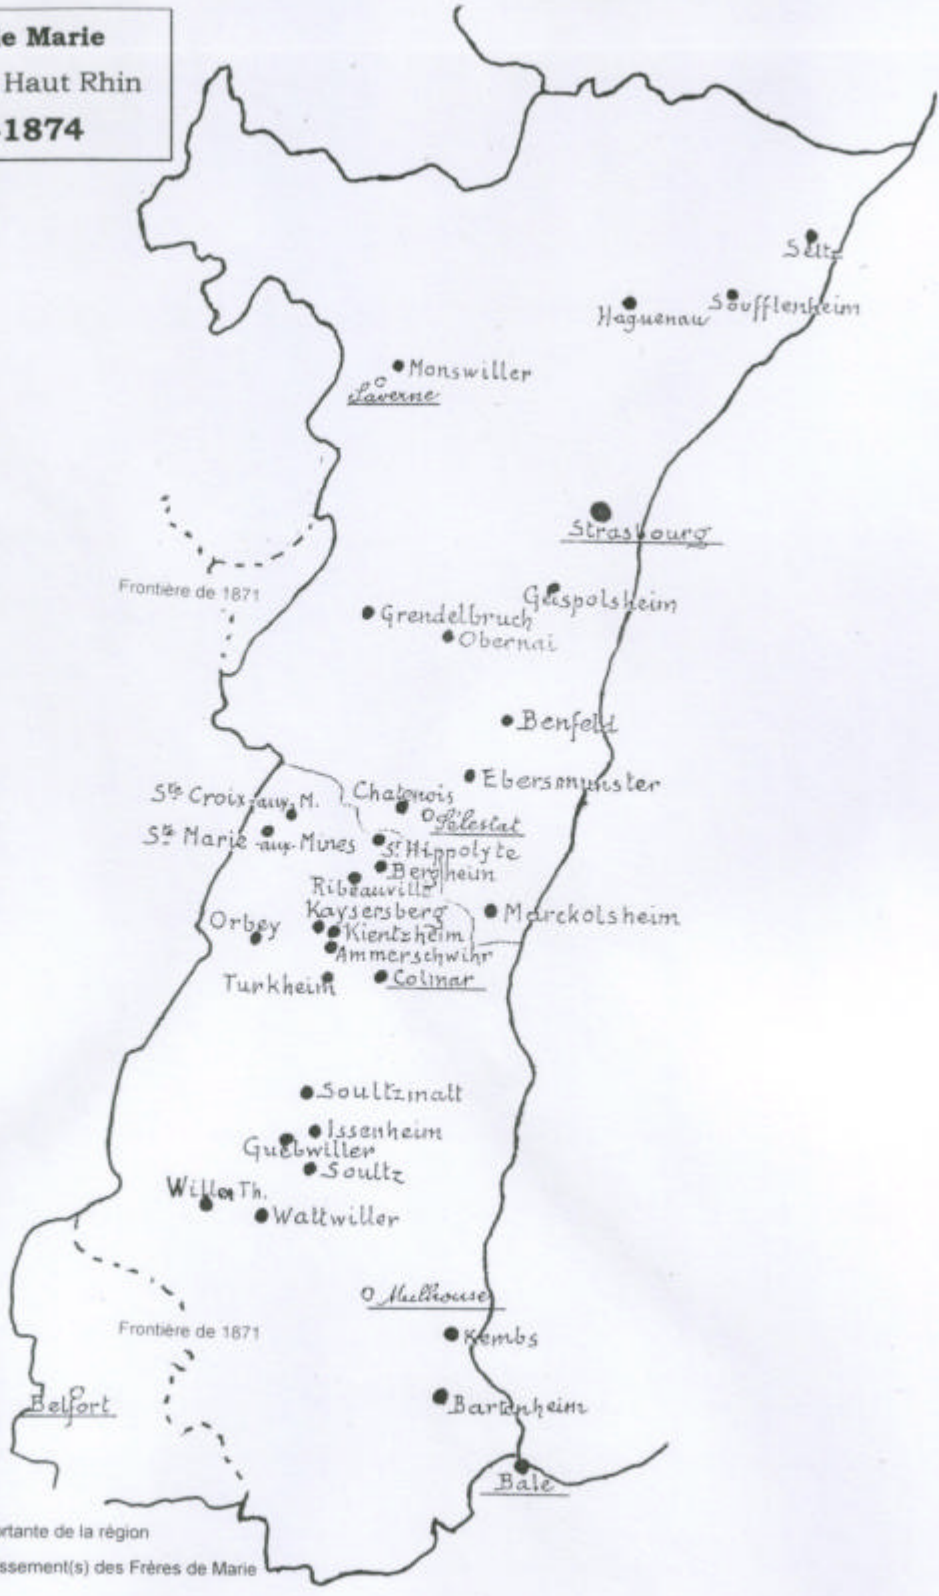 e Marie
Haut Rhin
-1874
Seltz
Soufflenheim
Haguenau
Monswiller
Saverne
Strasbourg
Frontière de 1871
Geispolsheim
Grendelbruch
Obernai
Benfeld
Ebersmunster
Chatenois
Ste Croix-aux-M.
Sélestat
Ste Marie-aux-Mines
St Hippolyte
Bergheim
Ribeauvillé
Kaysersberg
Marckolsheim
Orbey
Kientzheim
Ammerschwihr
Turkheim
Colmar
Soultzmatt
Issenheim
Guebwiller
Soultz
Willer Th.
Wattwiller
Mulhouse
Frontière de 1871
Kembs
Belfort
Bartenheim
Bale
rtante de la région
ssement(s) des Frères de Marie